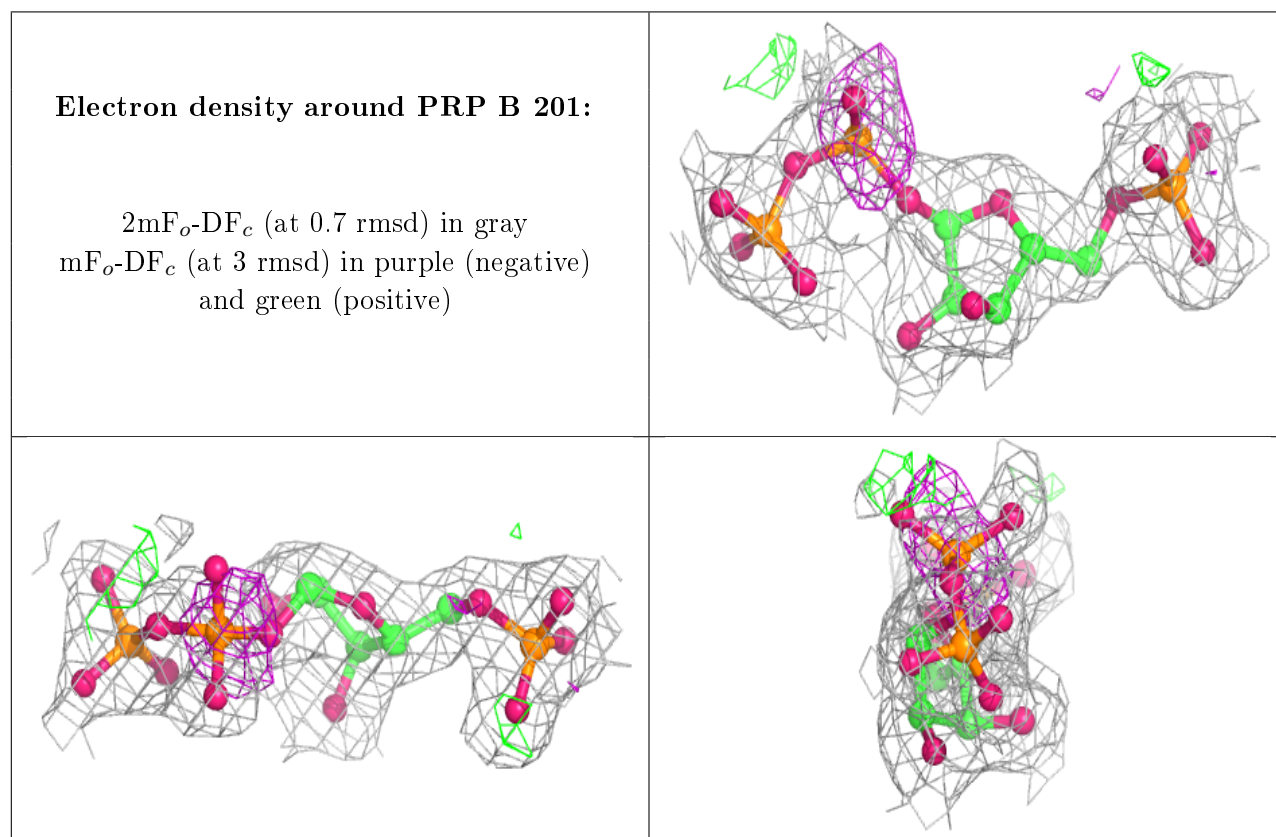 Electron density around PRP B 201:
2mFₒ-DF𝒸 (at 0.7 rmsd) in gray
mFₒ-DF𝒸 (at 3 rmsd) in purple (negative)
and green (positive)